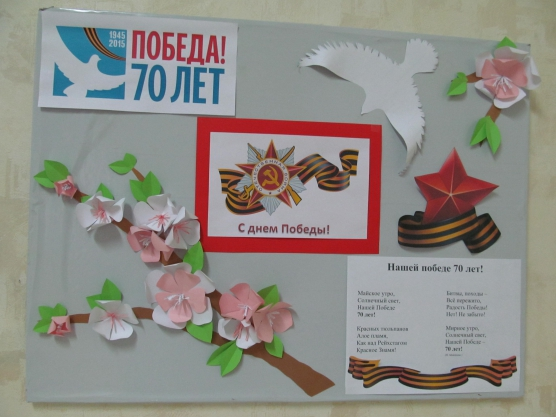 1945
2015
ПОБЕДА!
70 ЛЕТ
С днем Победы!
Нашей победе 70 лет!
Майское утро,
Солнечный свет,
Нашей Победе
70 лет!
Красных тюльпанов
Алое пламя,
Как над Рейхстагом
Красное Знамя!
Битвы, походы -
Всё пережито,
Радость Победы!
Нет! Не забыто!
Мирное утро,
Солнечный свет,
Нашей Победе -
70 лет!